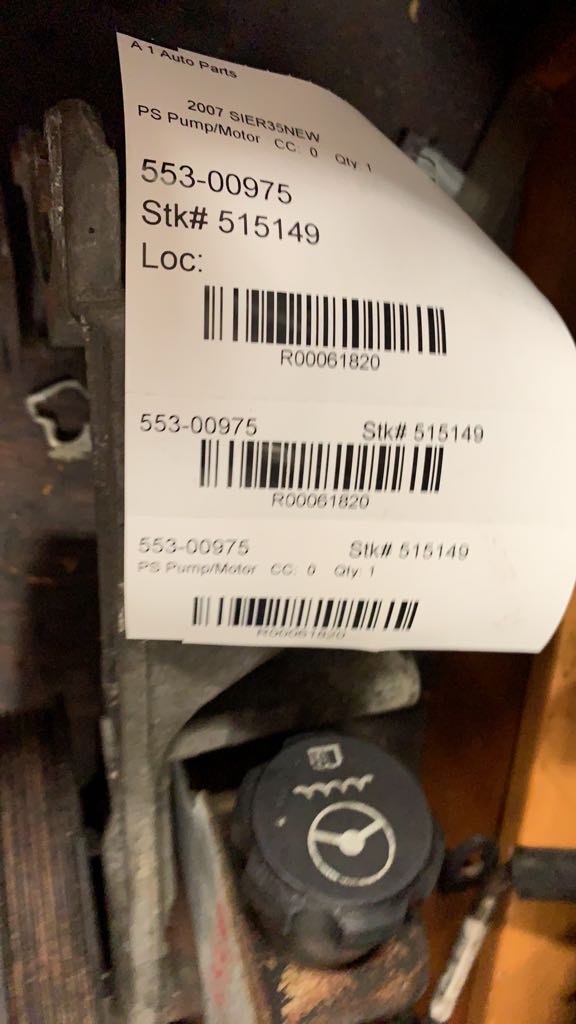 A 1 Auto Parts
2007 SIER35NEW
PS Pump/Motor CC: 0 Qty: 1
553-00975
Stk# 515149
Loc:
R00061820
553-00975 Stk# 515149
R00061820
553-00975 Stk# 515149
PS Pump/Motor CC: 0 Qty: 1
R00061820